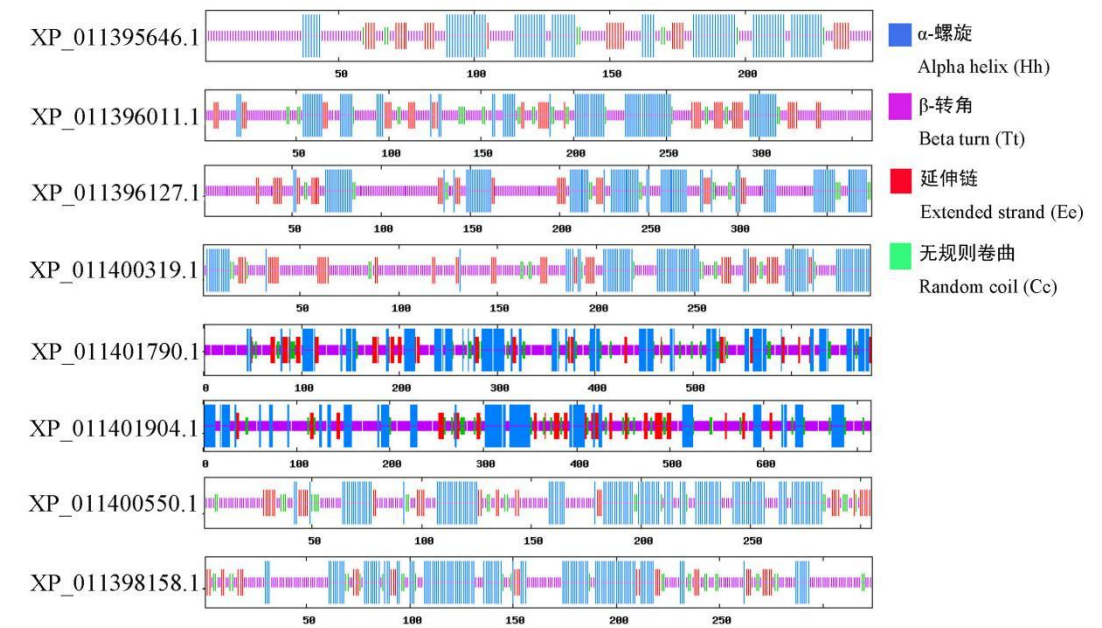 XP_011395646.1
50 100 150 200
XP_011396011.1
50 100 150 200 250 300
XP_011396127.1
50 100 150 200 250 300
XP_011400319.1
50 100 150 200 250
XP_011401790.1
0 100 200 300 400 500
XP_011401904.1
0 100 200 300 400 500 600
XP_011400550.1
50 100 150 200 250
XP_011398158.1
50 100 150 200 250
α-螺旋
Alpha helix (Hh)
β-转角
Beta turn (Tt)
延伸链
Extended strand (Ee)
无规则卷曲
Random coil (Cc)